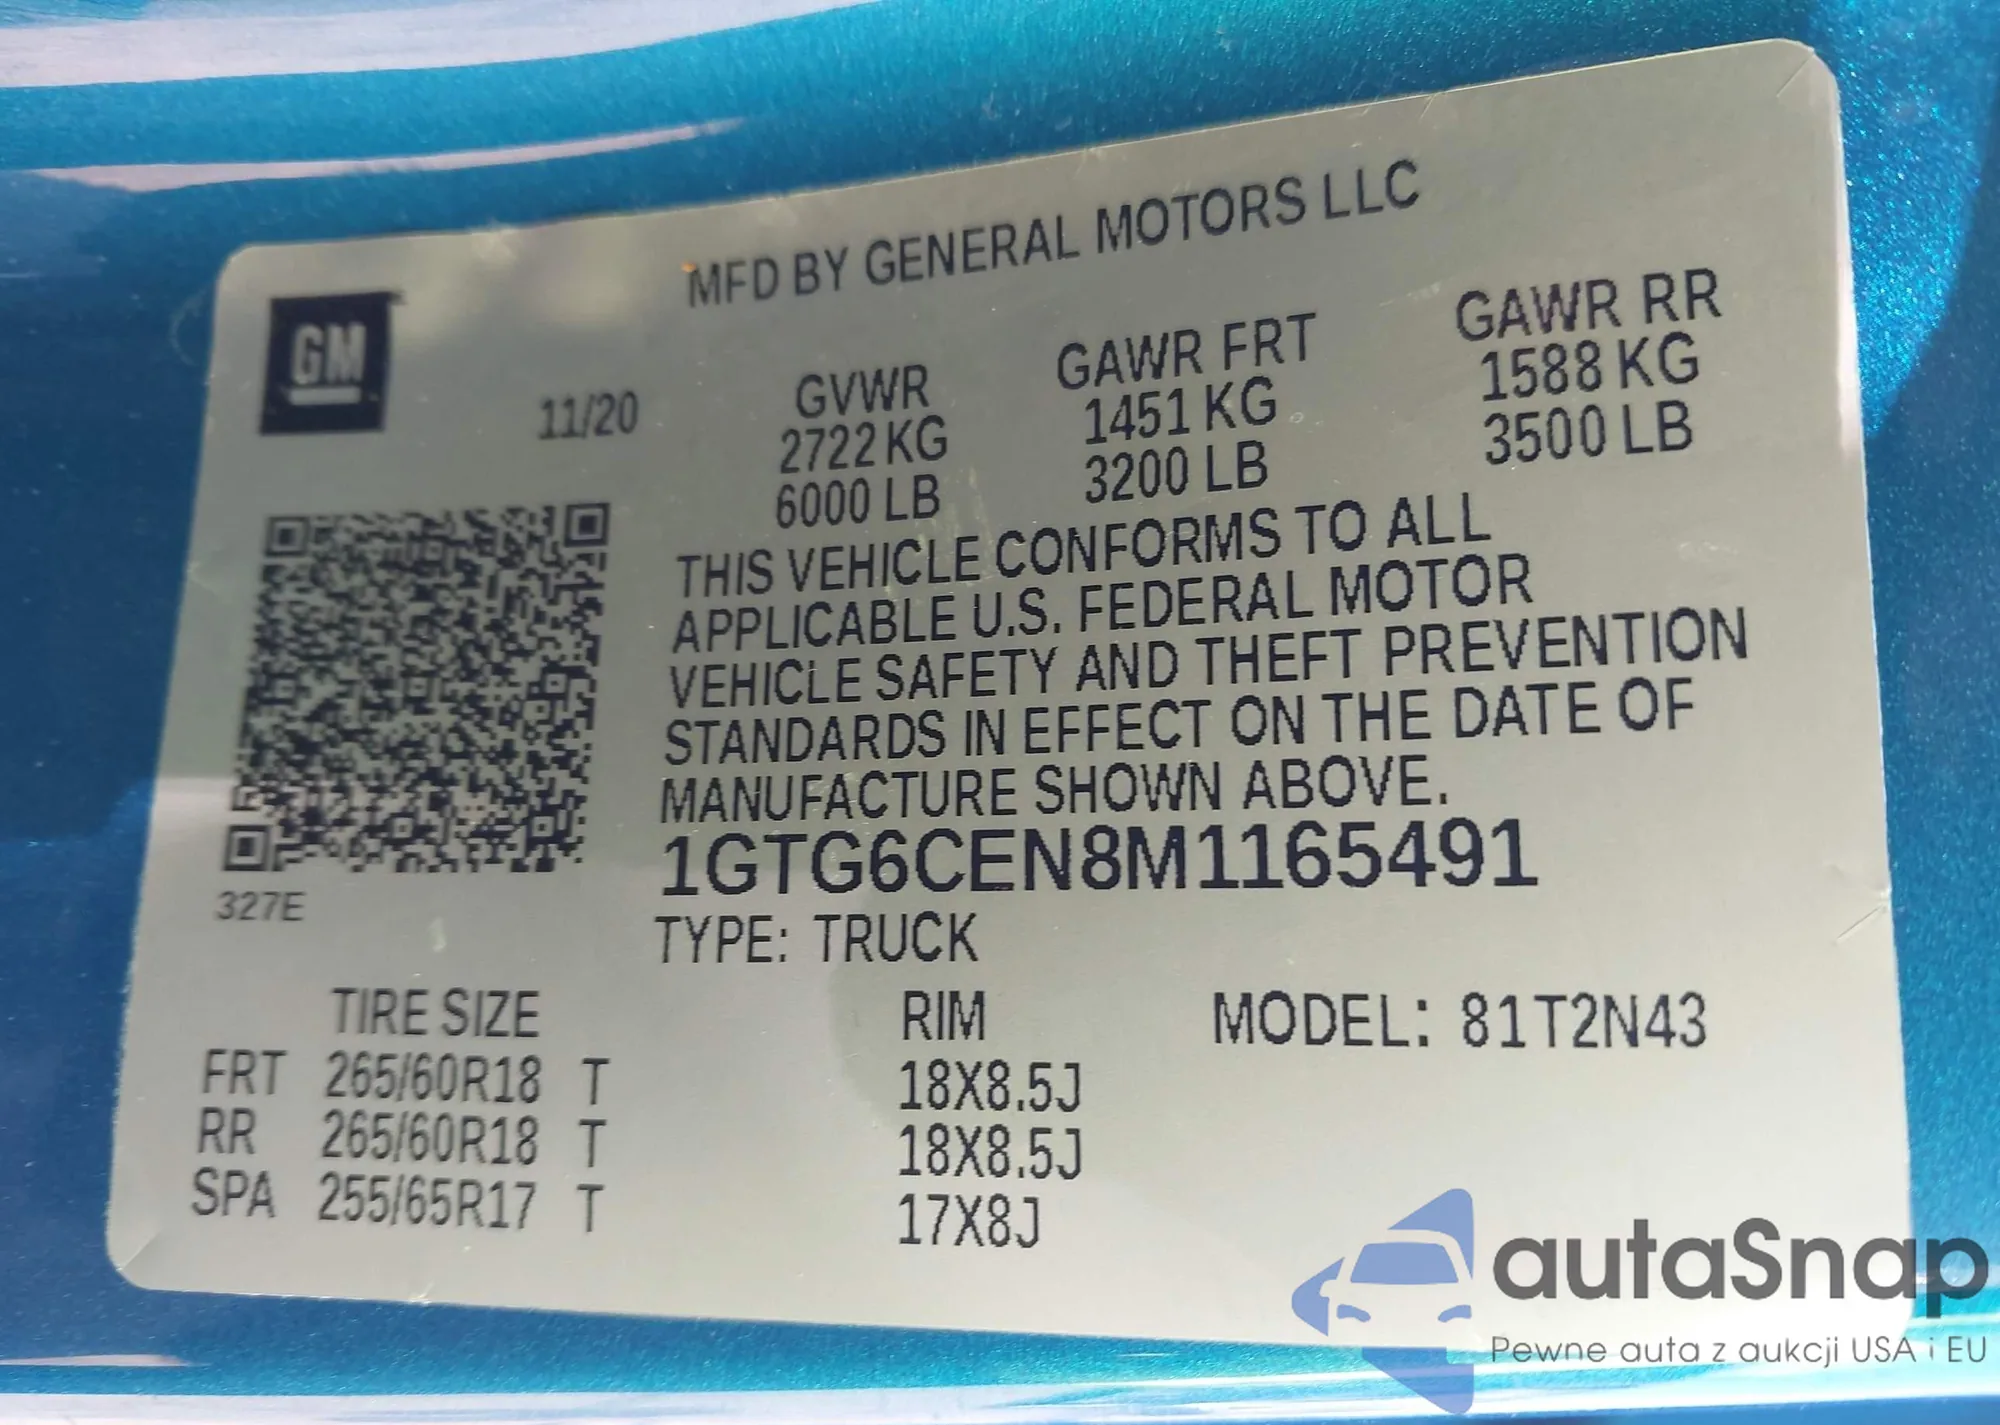 MFD BY GENERAL MOTORS LLC
GM
11/20
GVWR GAWR FRT GAWR RR
2722 KG 1451 KG 1588 KG
6000 LB 3200 LB 3500 LB
THIS VEHICLE CONFORMS TO ALL
APPLICABLE U.S. FEDERAL MOTOR
VEHICLE SAFETY AND THEFT PREVENTION
STANDARDS IN EFFECT ON THE DATE OF
MANUFACTURE SHOWN ABOVE.
1GTG6CEN8M1165491
327E
TYPE: TRUCK
TIRE SIZE RIM MODEL: 81T2N43
FRT 265/60R18 T 18X8.5J
RR 265/60R18 T 18X8.5J
SPA 255/65R17 T 17X8J
autaSnap
Pewne auta z aukcji USA i EU